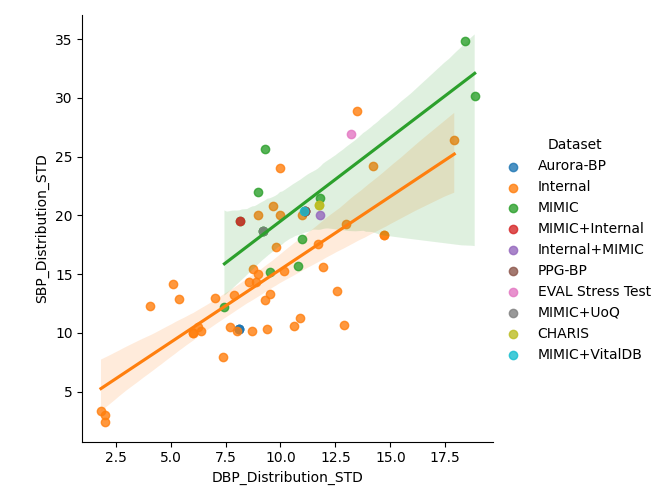 35
30
25
20
15
10
5
SBP_Distribution_STD
2.5 5.0 7.5 10.0 12.5 15.0 17.5
DBP_Distribution_STD
Dataset
Aurora-BP
Internal
MIMIC
MIMIC+Internal
Internal+MIMIC
PPG-BP
EVAL Stress Test
MIMIC+UoQ
CHARIS
MIMIC+VitalDB